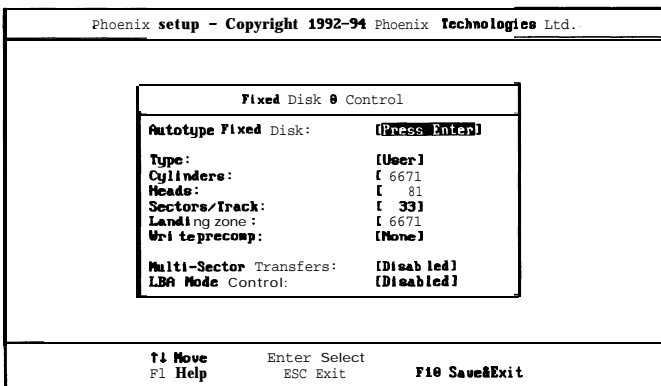 Phoenix setup – Copyright 1992-94 Phoenix Technologies Ltd.
Fixed Disk 0 Control
Autotype Fixed Disk: [Press Enter]
Type: [User]
Cylinders: [ 6671
Heads: [ 81
Sectors/Track: [ 331
Landing zone : [ 6671
Writeprecomp: [None]
Multi-Sector Transfers: [Disabled]
LBA Mode Control: [Disabled]
↑↓ Move Enter Select
F1 Help ESC Exit F10 Save&Exit